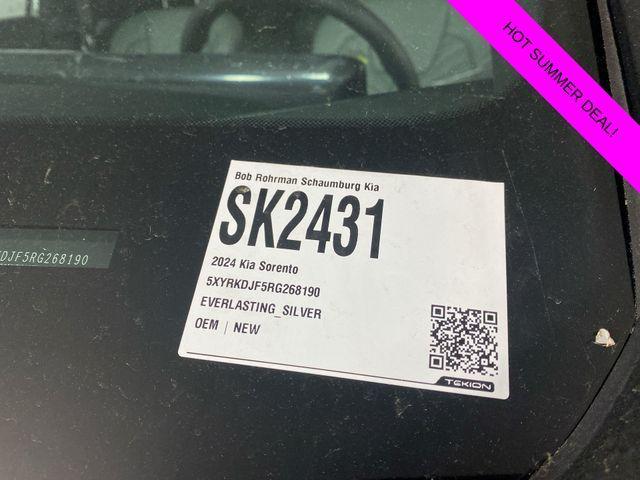 HOT SUMMER DEAL!
Bob Rohrman Schaumburg Kia
SK2431
2024 Kia Sorento
5XYRKDJF5RG268190
EVERLASTING_SILVER
OEM | NEW
TEKION
DJF5RG268190